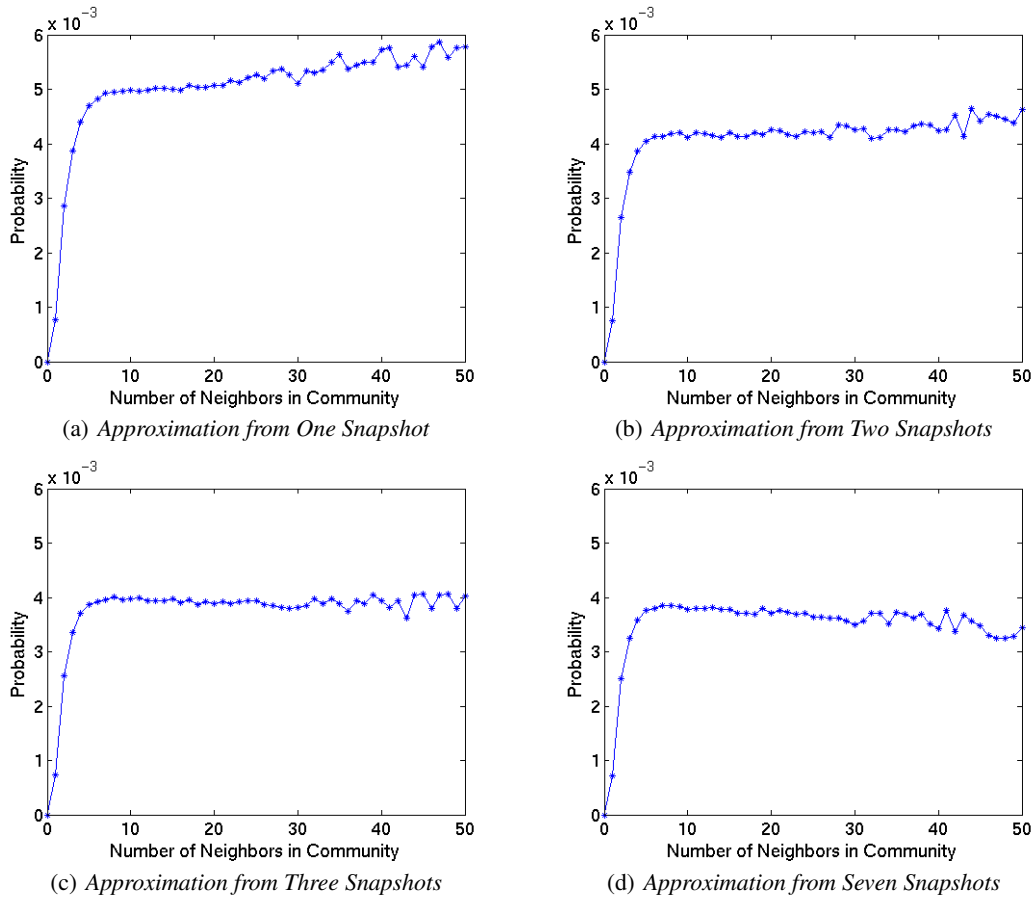 x 10^-3
6
5
4
3
2
1
0
Probability
0 10 20 30 40 50
Number of Neighbors in Community
(a) Approximation from One Snapshot
x 10^-3
6
5
4
3
2
1
0
Probability
0 10 20 30 40 50
Number of Neighbors in Community
(b) Approximation from Two Snapshots
x 10^-3
6
5
4
3
2
1
0
Probability
0 10 20 30 40 50
Number of Neighbors in Community
(c) Approximation from Three Snapshots
x 10^-3
6
5
4
3
2
1
0
Probability
0 10 20 30 40 50
Number of Neighbors in Community
(d) Approximation from Seven Snapshots